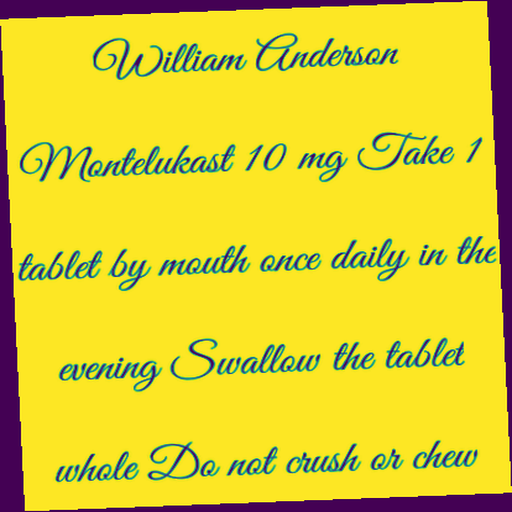 William Anderson
Montelukast 10 mg Take 1
tablet by mouth once daily in the
evening Swallow the tablet
whole Do not crush or chew